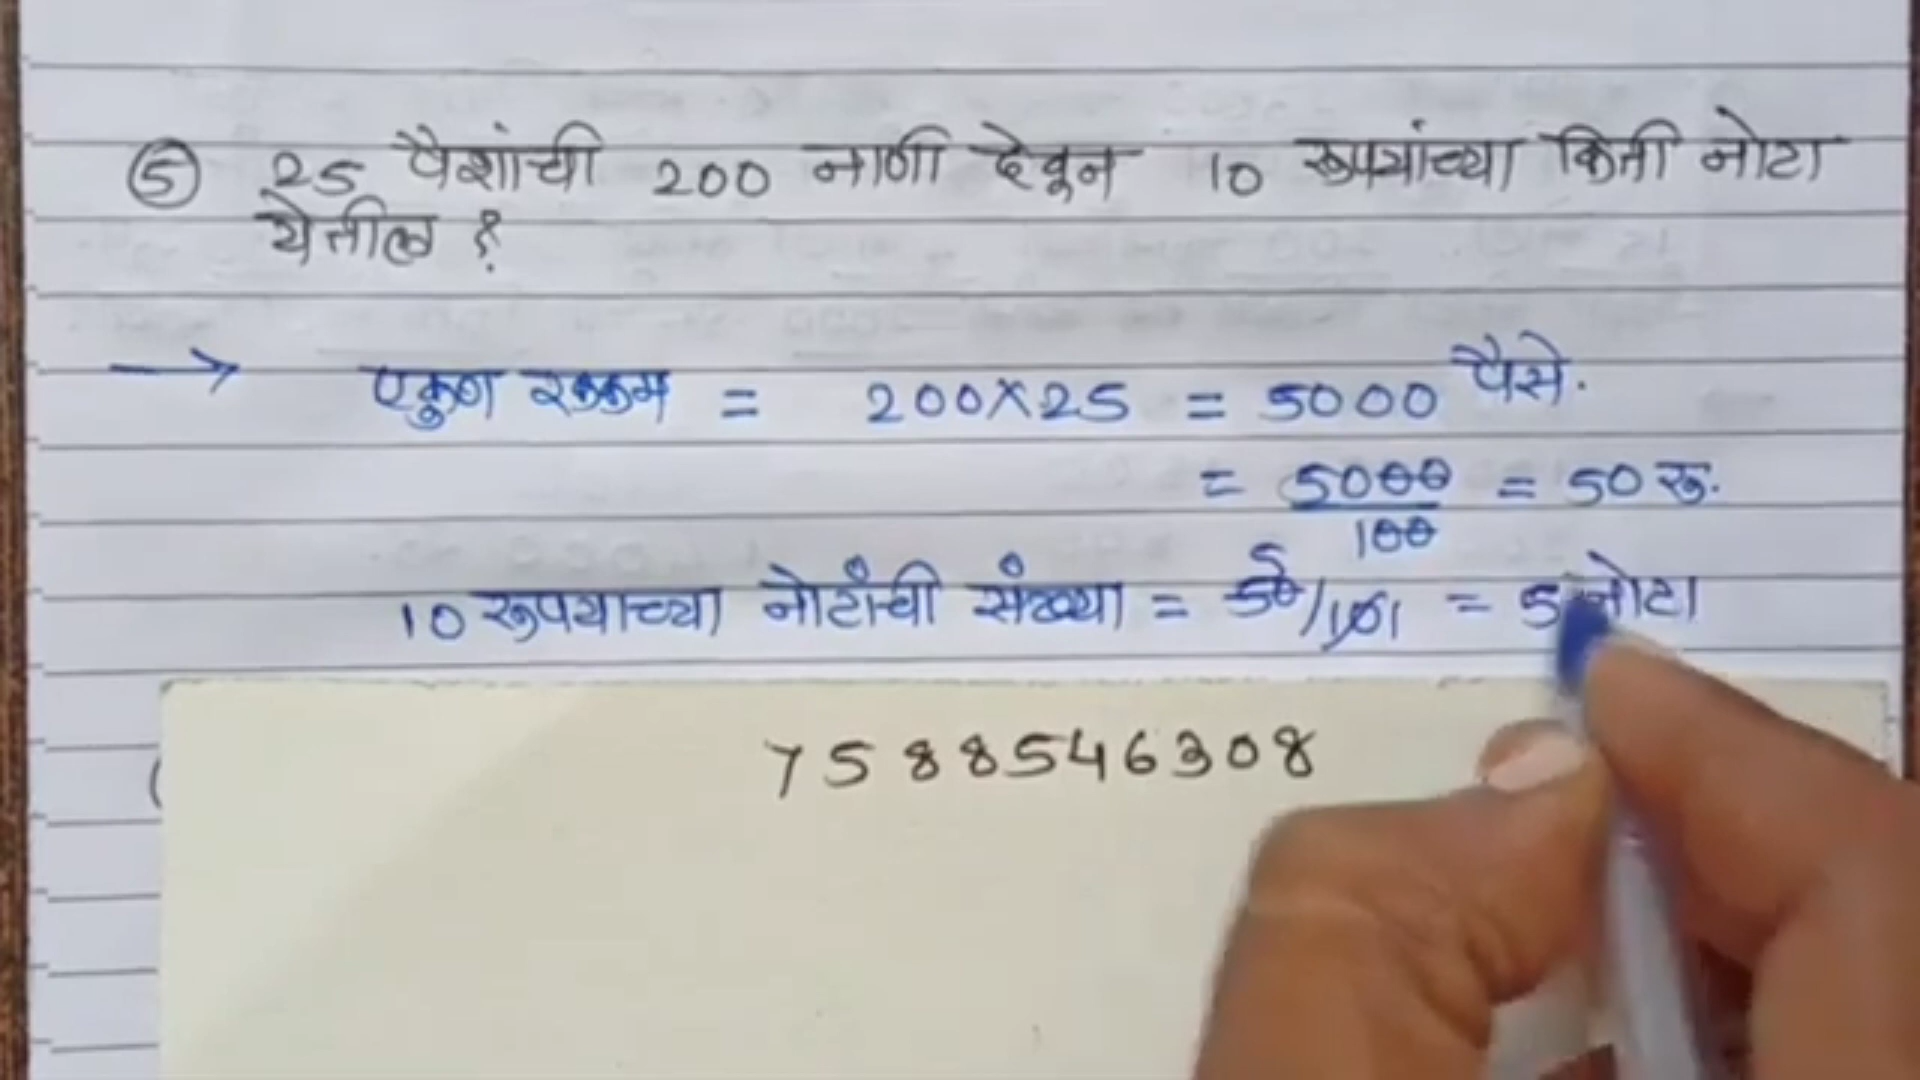 ⑤ 25 पैशांची 200 नाणी देवून 10 रूपयांच्या किती नोटा
येतील ?
→ एकुण रक्कम = 200×25 = 5000 पैसे.
= 5000/100 = 50 रू.
10 रूपयाच्या नोटांची संख्या = 50/10 = 5 नोटा
7588546308